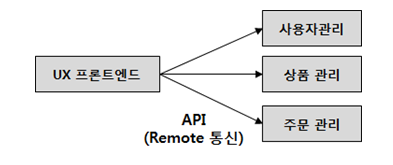 사용자관리
UX 프론트엔드
상품 관리
API
(Remote 통신)
주문 관리